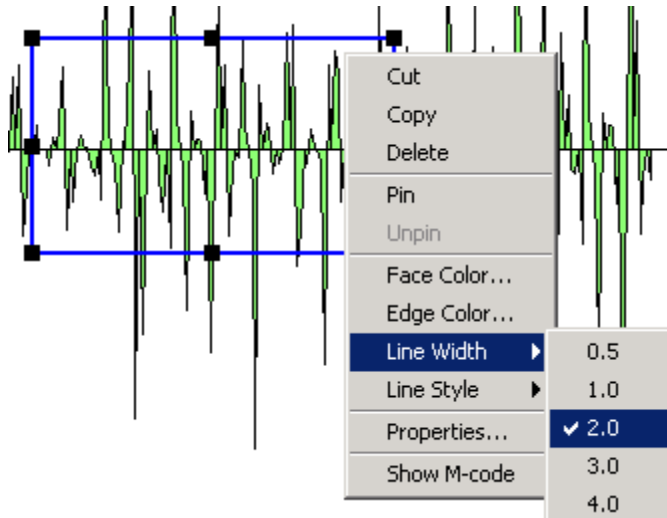 Cut
Copy
Delete
Pin
Unpin
Face Color...
Edge Color...
Line Width
Line Style
Properties...
Show M-code
0.5
1.0
2.0
3.0
4.0